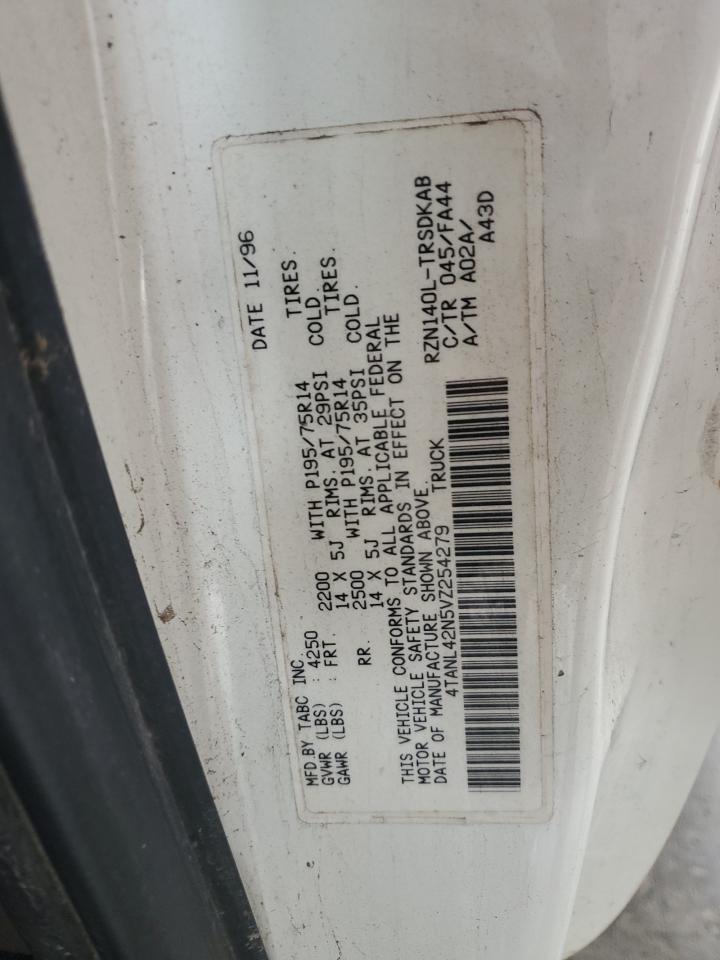 MFD BY TABC INC. DATE 11/96
GVWR (LBS) : 4250
GAWR (LBS) : FRT. 2200 WITH P195/75R14 TIRES.
14 X 5J RIMS. AT 29PSI COLD.
RR. 2500 WITH P195/75R14 TIRES.
14 X 5J RIMS. AT 35PSI COLD.
THIS VEHICLE CONFORMS TO ALL APPLICABLE FEDERAL
MOTOR VEHICLE SAFETY STANDARDS IN EFFECT ON THE
DATE OF MANUFACTURE SHOWN ABOVE.
4TANL42N5VZ254279 TRUCK
RZN140L-TRSDKAB
C/TR 045/FA44
A/TM A02A/
A43D